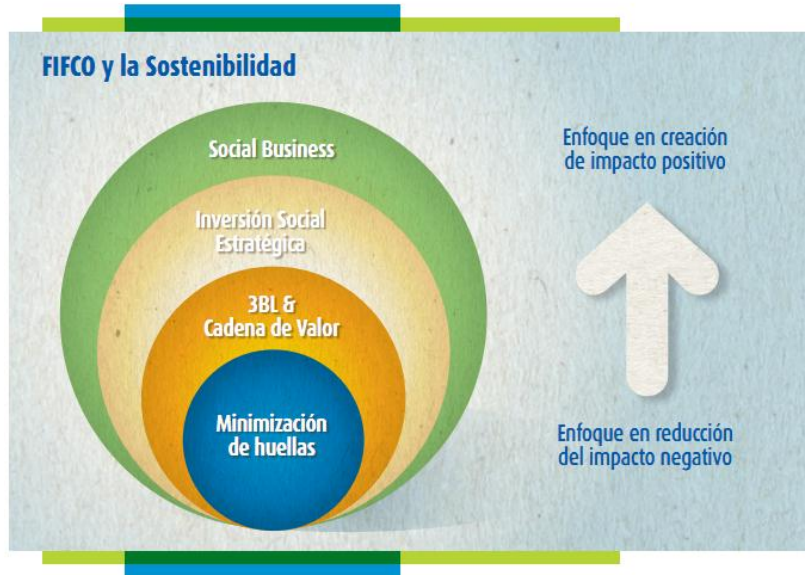 FIFCO y la Sostenibilidad
Social Business
Inversión Social
Estratégica
3BL &
Cadena de Valor
Minimización
de huellas
Enfoque en creación
de impacto positivo
Enfoque en reducción
del impacto negativo